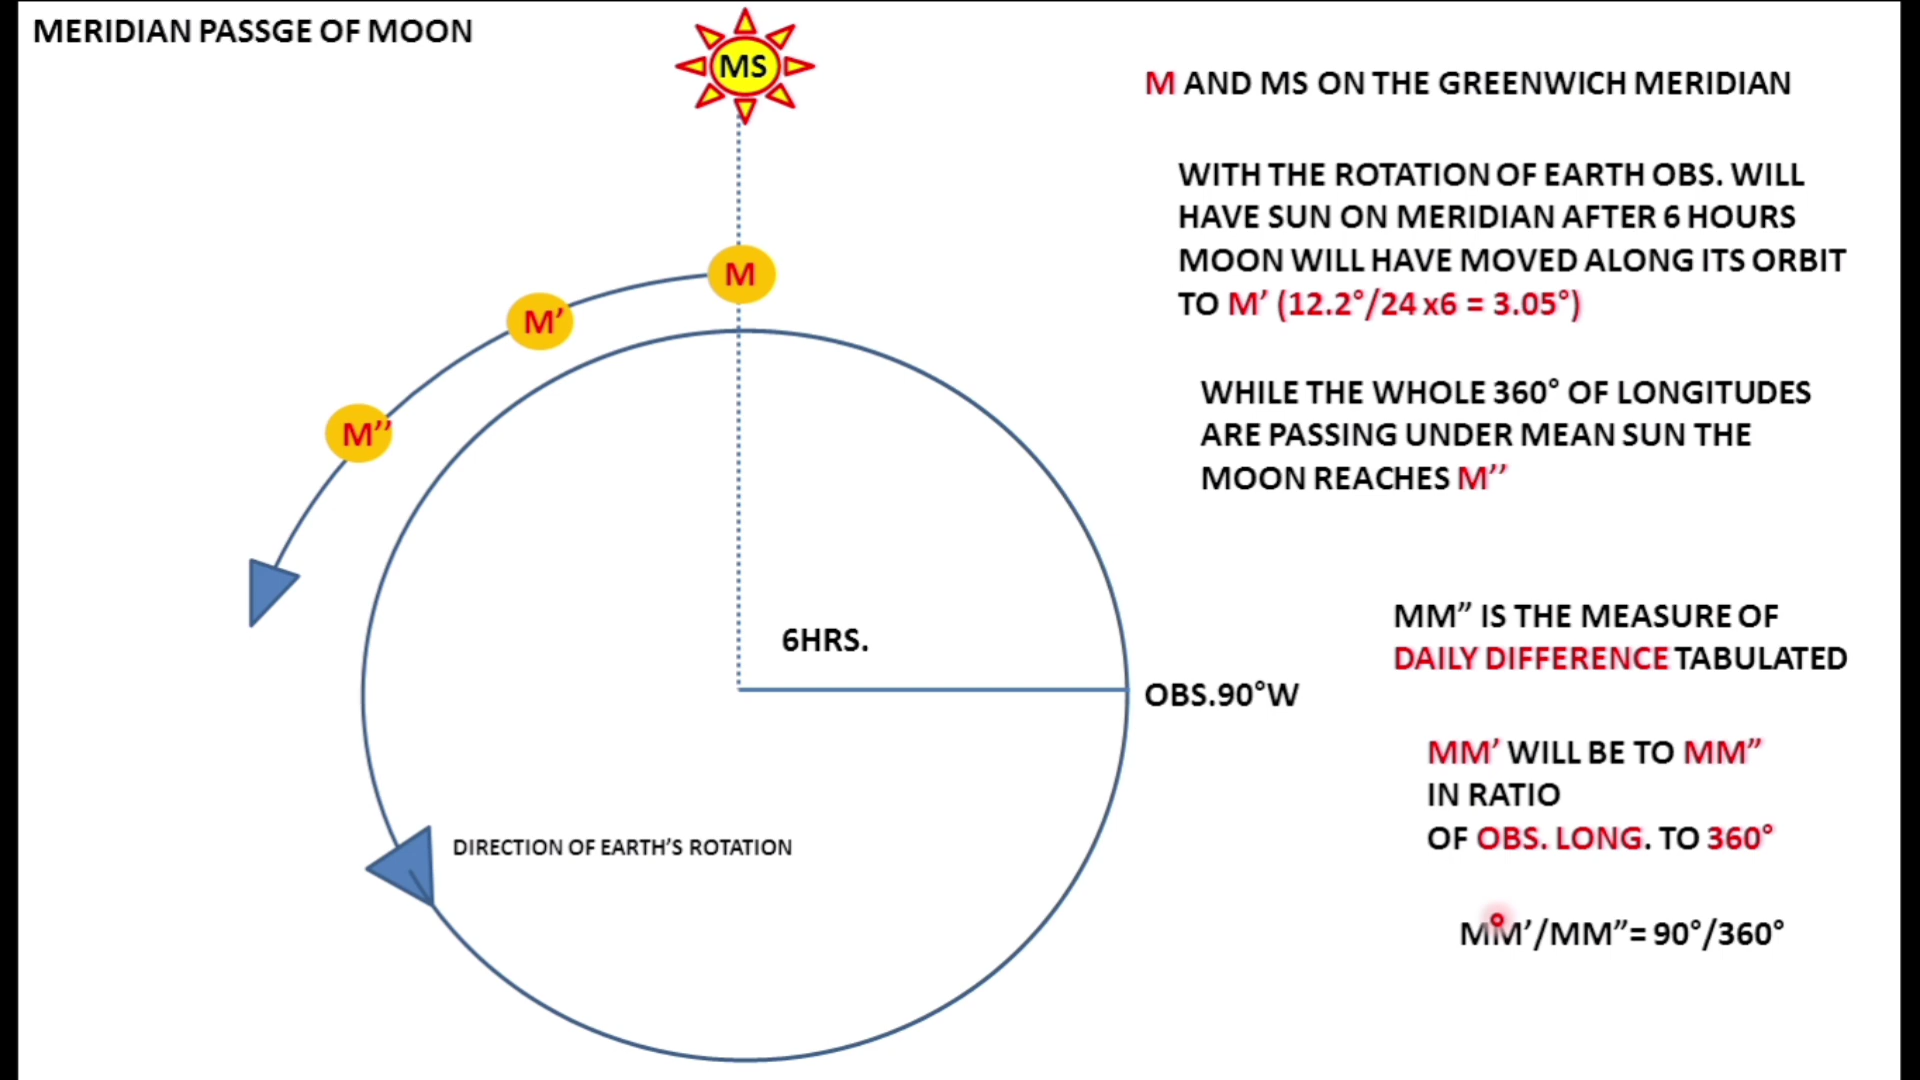 MERIDIAN PASSGE OF MOON
MS
M
M’
M’’
6HRS.
OBS.90°W
DIRECTION OF EARTH’S ROTATION
M AND MS ON THE GREENWICH MERIDIAN
WITH THE ROTATION OF EARTH OBS. WILL
HAVE SUN ON MERIDIAN AFTER 6 HOURS
MOON WILL HAVE MOVED ALONG ITS ORBIT
TO M’ (12.2°/24 x6 = 3.05°)
WHILE THE WHOLE 360° OF LONGITUDES
ARE PASSING UNDER MEAN SUN THE
MOON REACHES M’’
MM” IS THE MEASURE OF
DAILY DIFFERENCE TABULATED
MM’ WILL BE TO MM”
IN RATIO
OF OBS. LONG. TO 360°
MM’/MM”= 90°/360°